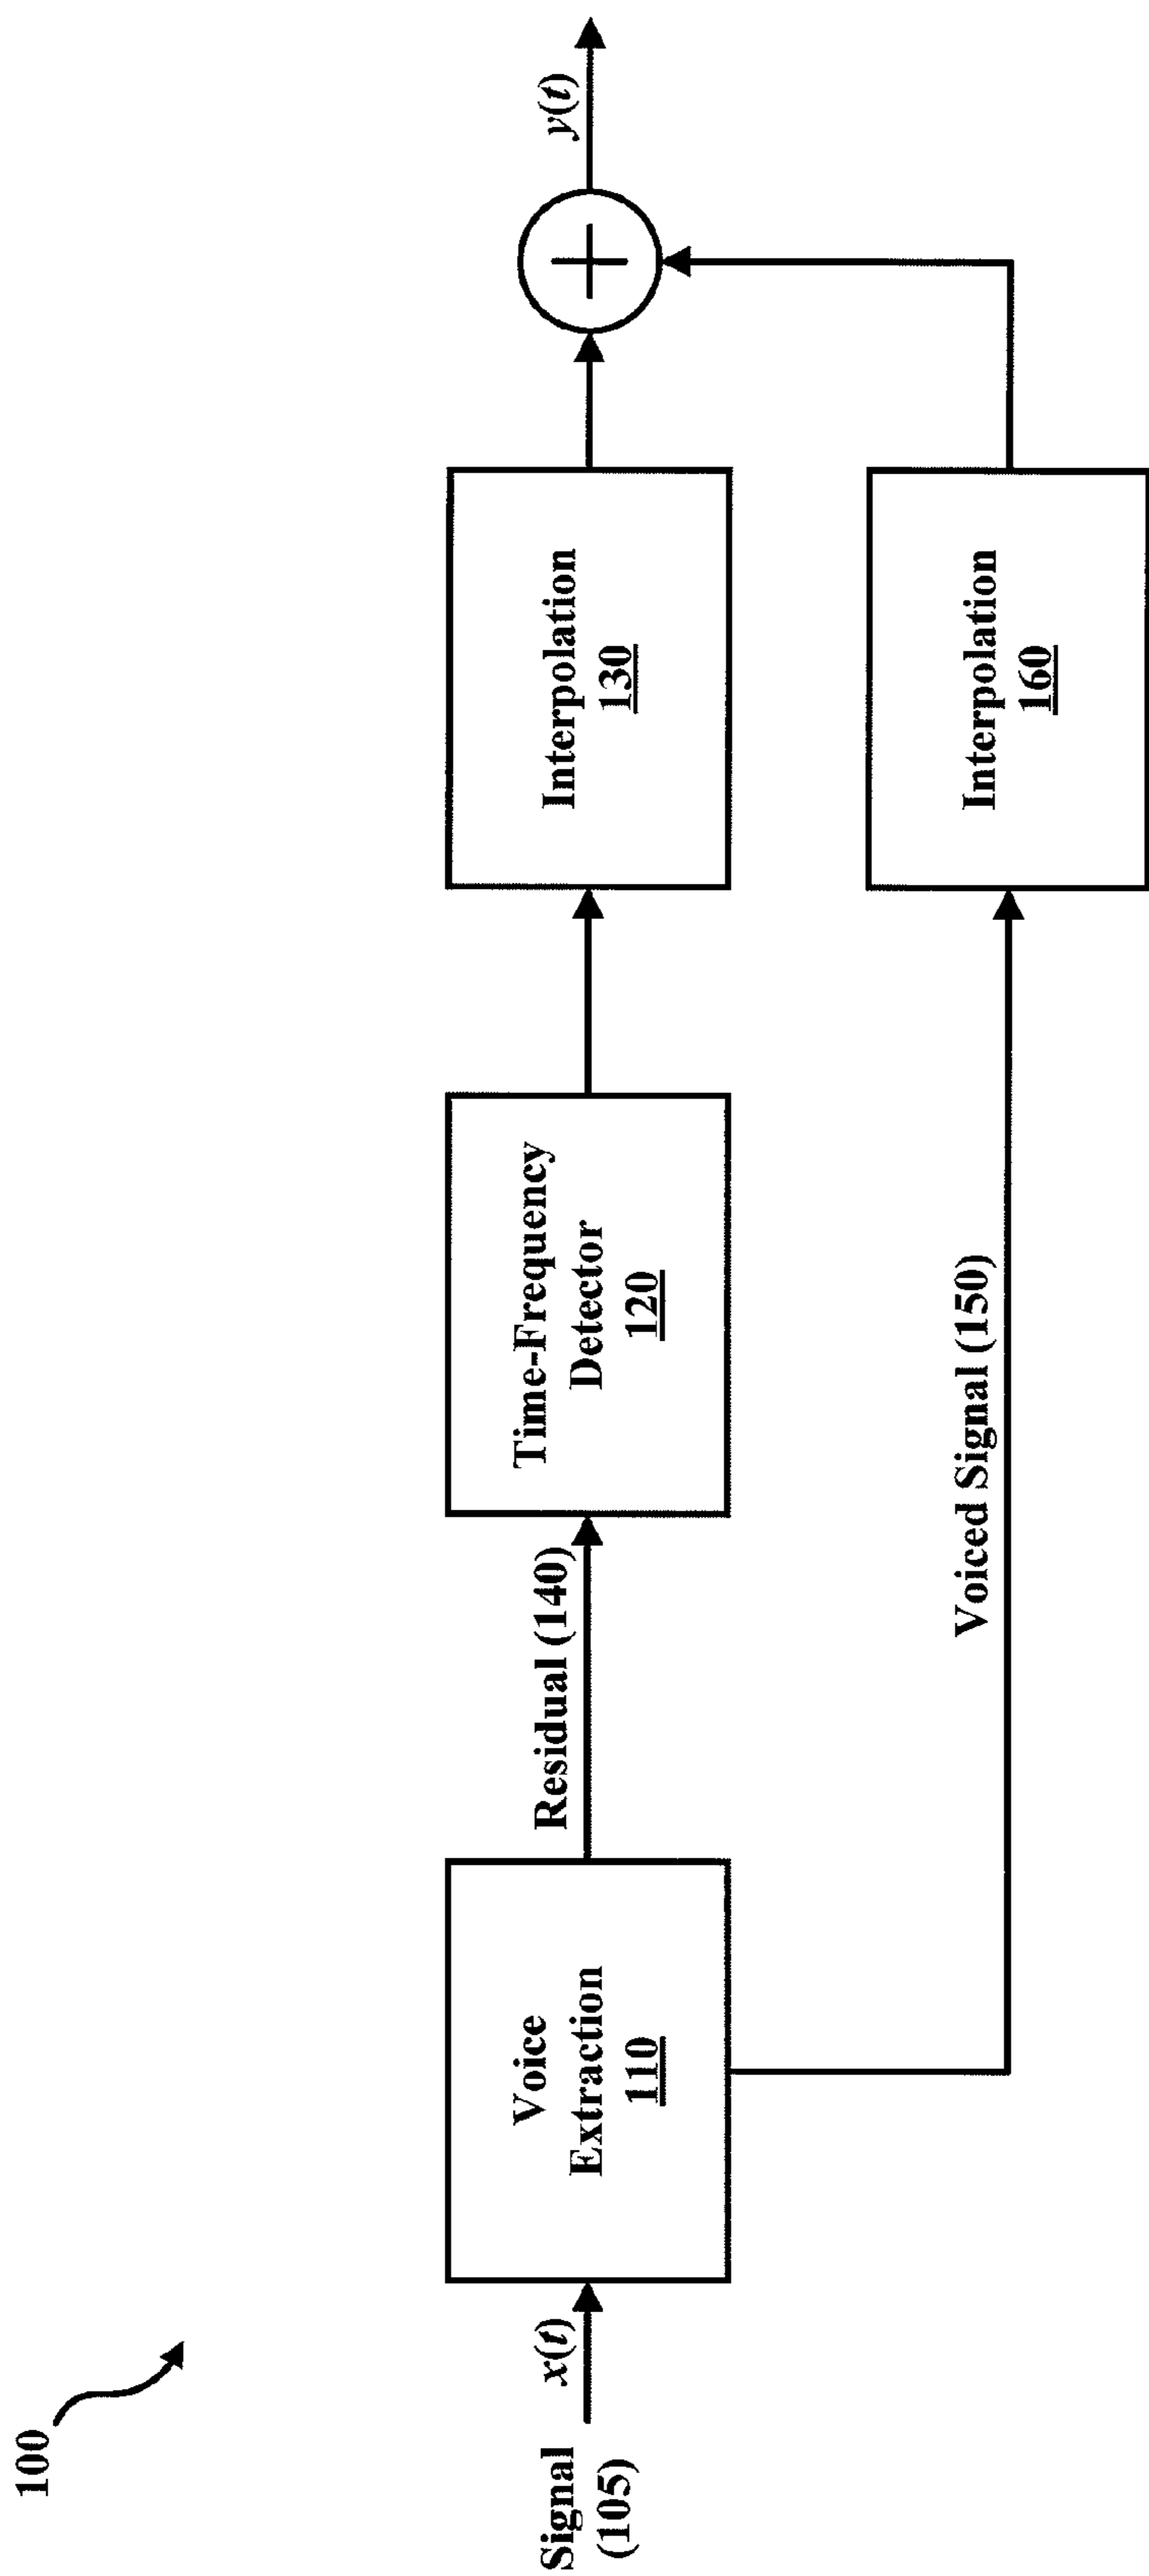 100
Signal
(105)
x(t)
Voice
Extraction
110
Residual (140)
Time-Frequency
Detector
120
Interpolation
130
y(t)
Voiced Signal (150)
Interpolation
160